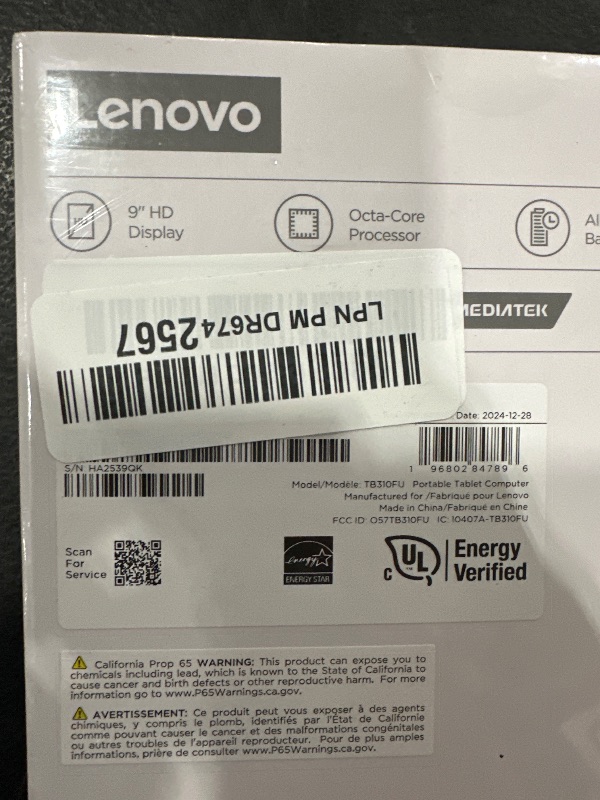 Lenovo
9" HD
Display
Octa-Core
Processor
LPN PM DR6742567
MEDIATEK
Date: 2024-12-28
S/N HA2539QK
1 96802 84789 6
Model/Modèle: TB310FU Portable Tablet Computer
Manufactured for /Fabriqué pour Lenovo
Made in China/Fabriqué en Chine
FCC ID: O57TB310FU IC: 10407A-TB310FU
Scan
For
Service
energy
ENERGY STAR
c UL
Energy
Verified
California Prop 65 WARNING: This product can expose you to
chemicals including lead, which is known to the State of California to
cause cancer and birth defects or other reproductive harm. For more
information go to www.P65Warnings.ca.gov.
AVERTISSEMENT: Ce produit peut vous exposer à des agents
chimiques, y compris le plomb, identifiés par l'État de Californie
comme pouvant causer le cancer et des malformations congénitales
ou autres troubles de l'appareil reproducteur. Pour de plus amples
informations, prière de consulter www.P65Warnings.ca.gov.